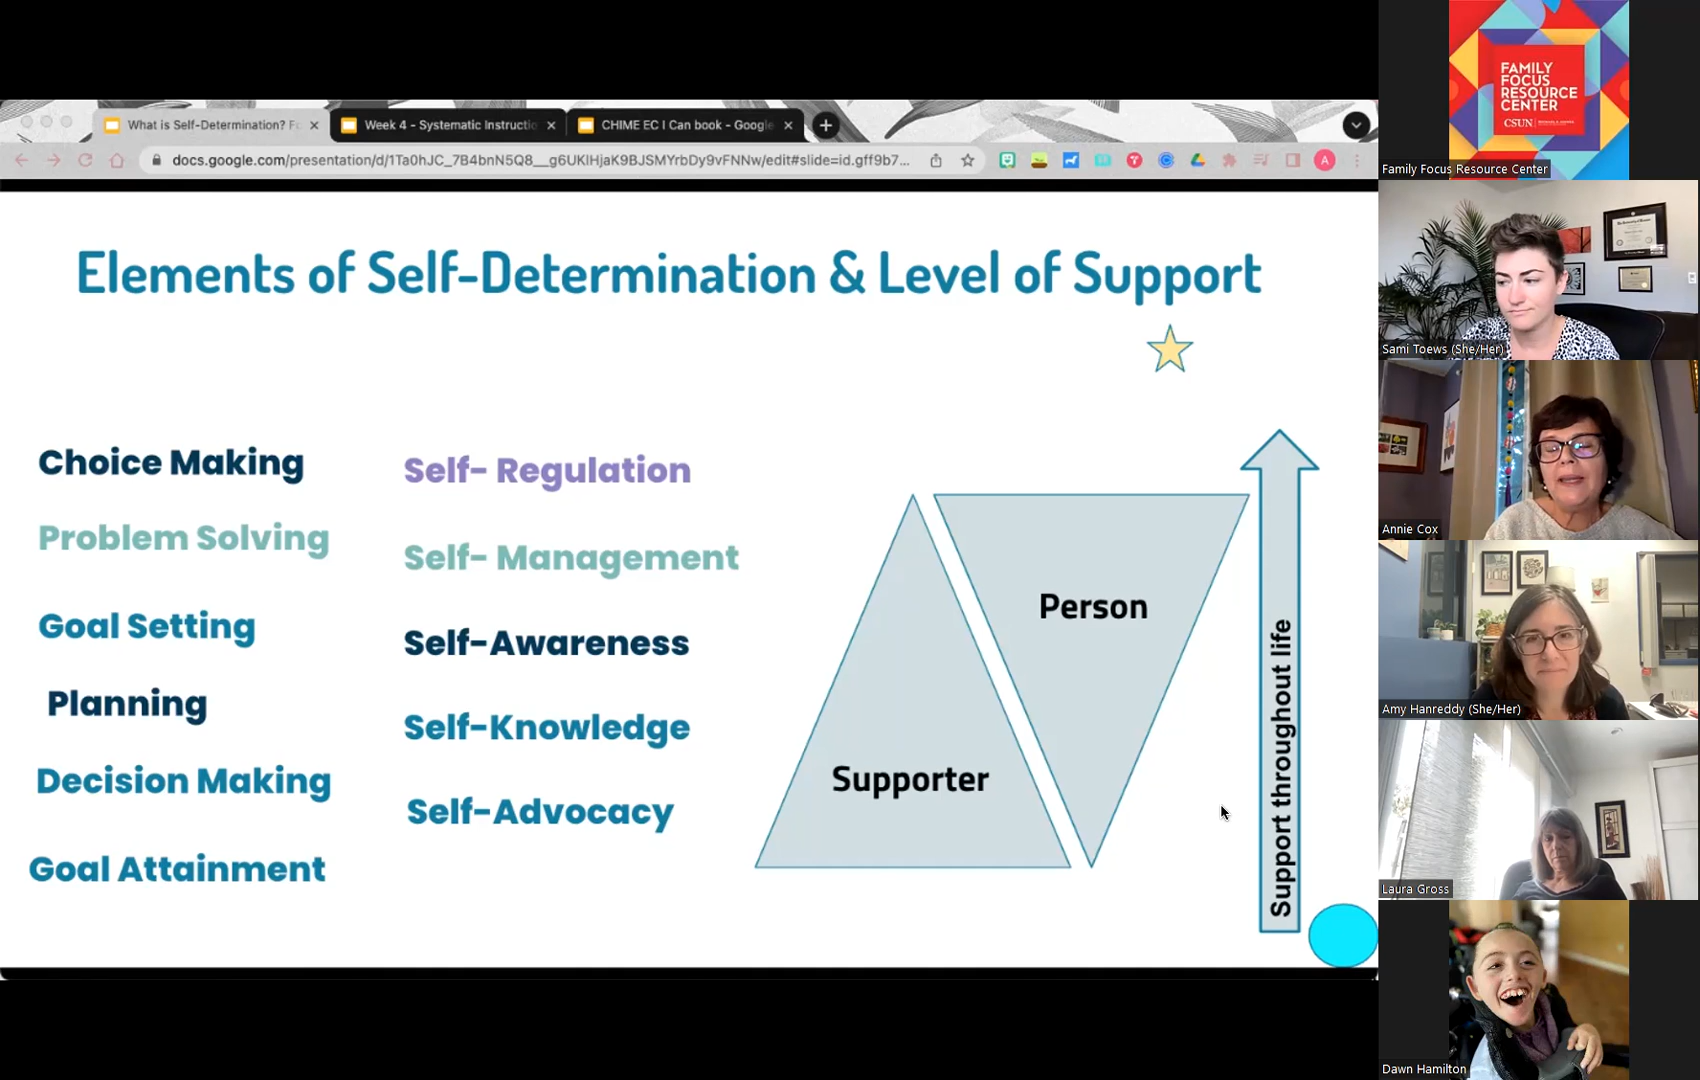 What is Self-Determination? Fo
Week 4 - Systematic Instructio
CHIME EC I Can book - Google
docs.google.com/presentation/d/1Ta0hJC_7B4bnN5Q8__g6UKlHjaK9BJSMYrbDy9vFNNw/edit#slide=id.gff9b7...
A
Elements of Self-Determination & Level of Support
Choice Making
Problem Solving
Goal Setting
Planning
Decision Making
Goal Attainment
Self- Regulation
Self- Management
Self-Awareness
Self-Knowledge
Self-Advocacy
Supporter
Person
Support throughout life
FAMILY
FOCUS
RESOURCE
CENTER
CSUN
Family Focus Resource Center
Sami Toews (She/Her)
Annie Cox
Amy Hanreddy (She/Her)
Laura Gross
Dawn Hamilton